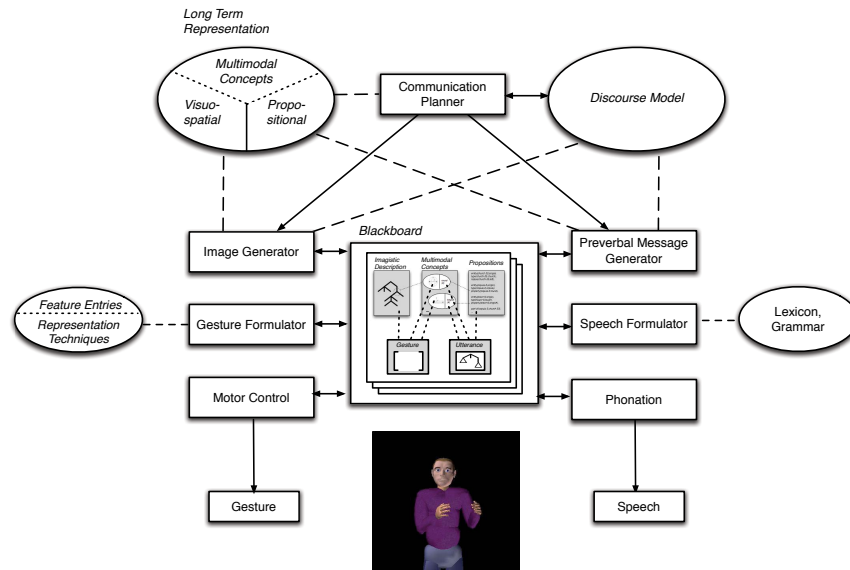 Long Term
Representation
Multimodal
Concepts
Visuo-
spatial
Propo-
sitional
Communication
Planner
Discourse Model
Blackboard
Image Generator
Preverbal Message
Generator
Imagistic
Description
Multimodal
Concepts
Propositions
Feature Entries
Representation
Techniques
Gesture Formulator
Speech Formulator
Lexicon,
Grammar
Gesture
Utterance
Motor Control
Phonation
Gesture
Speech